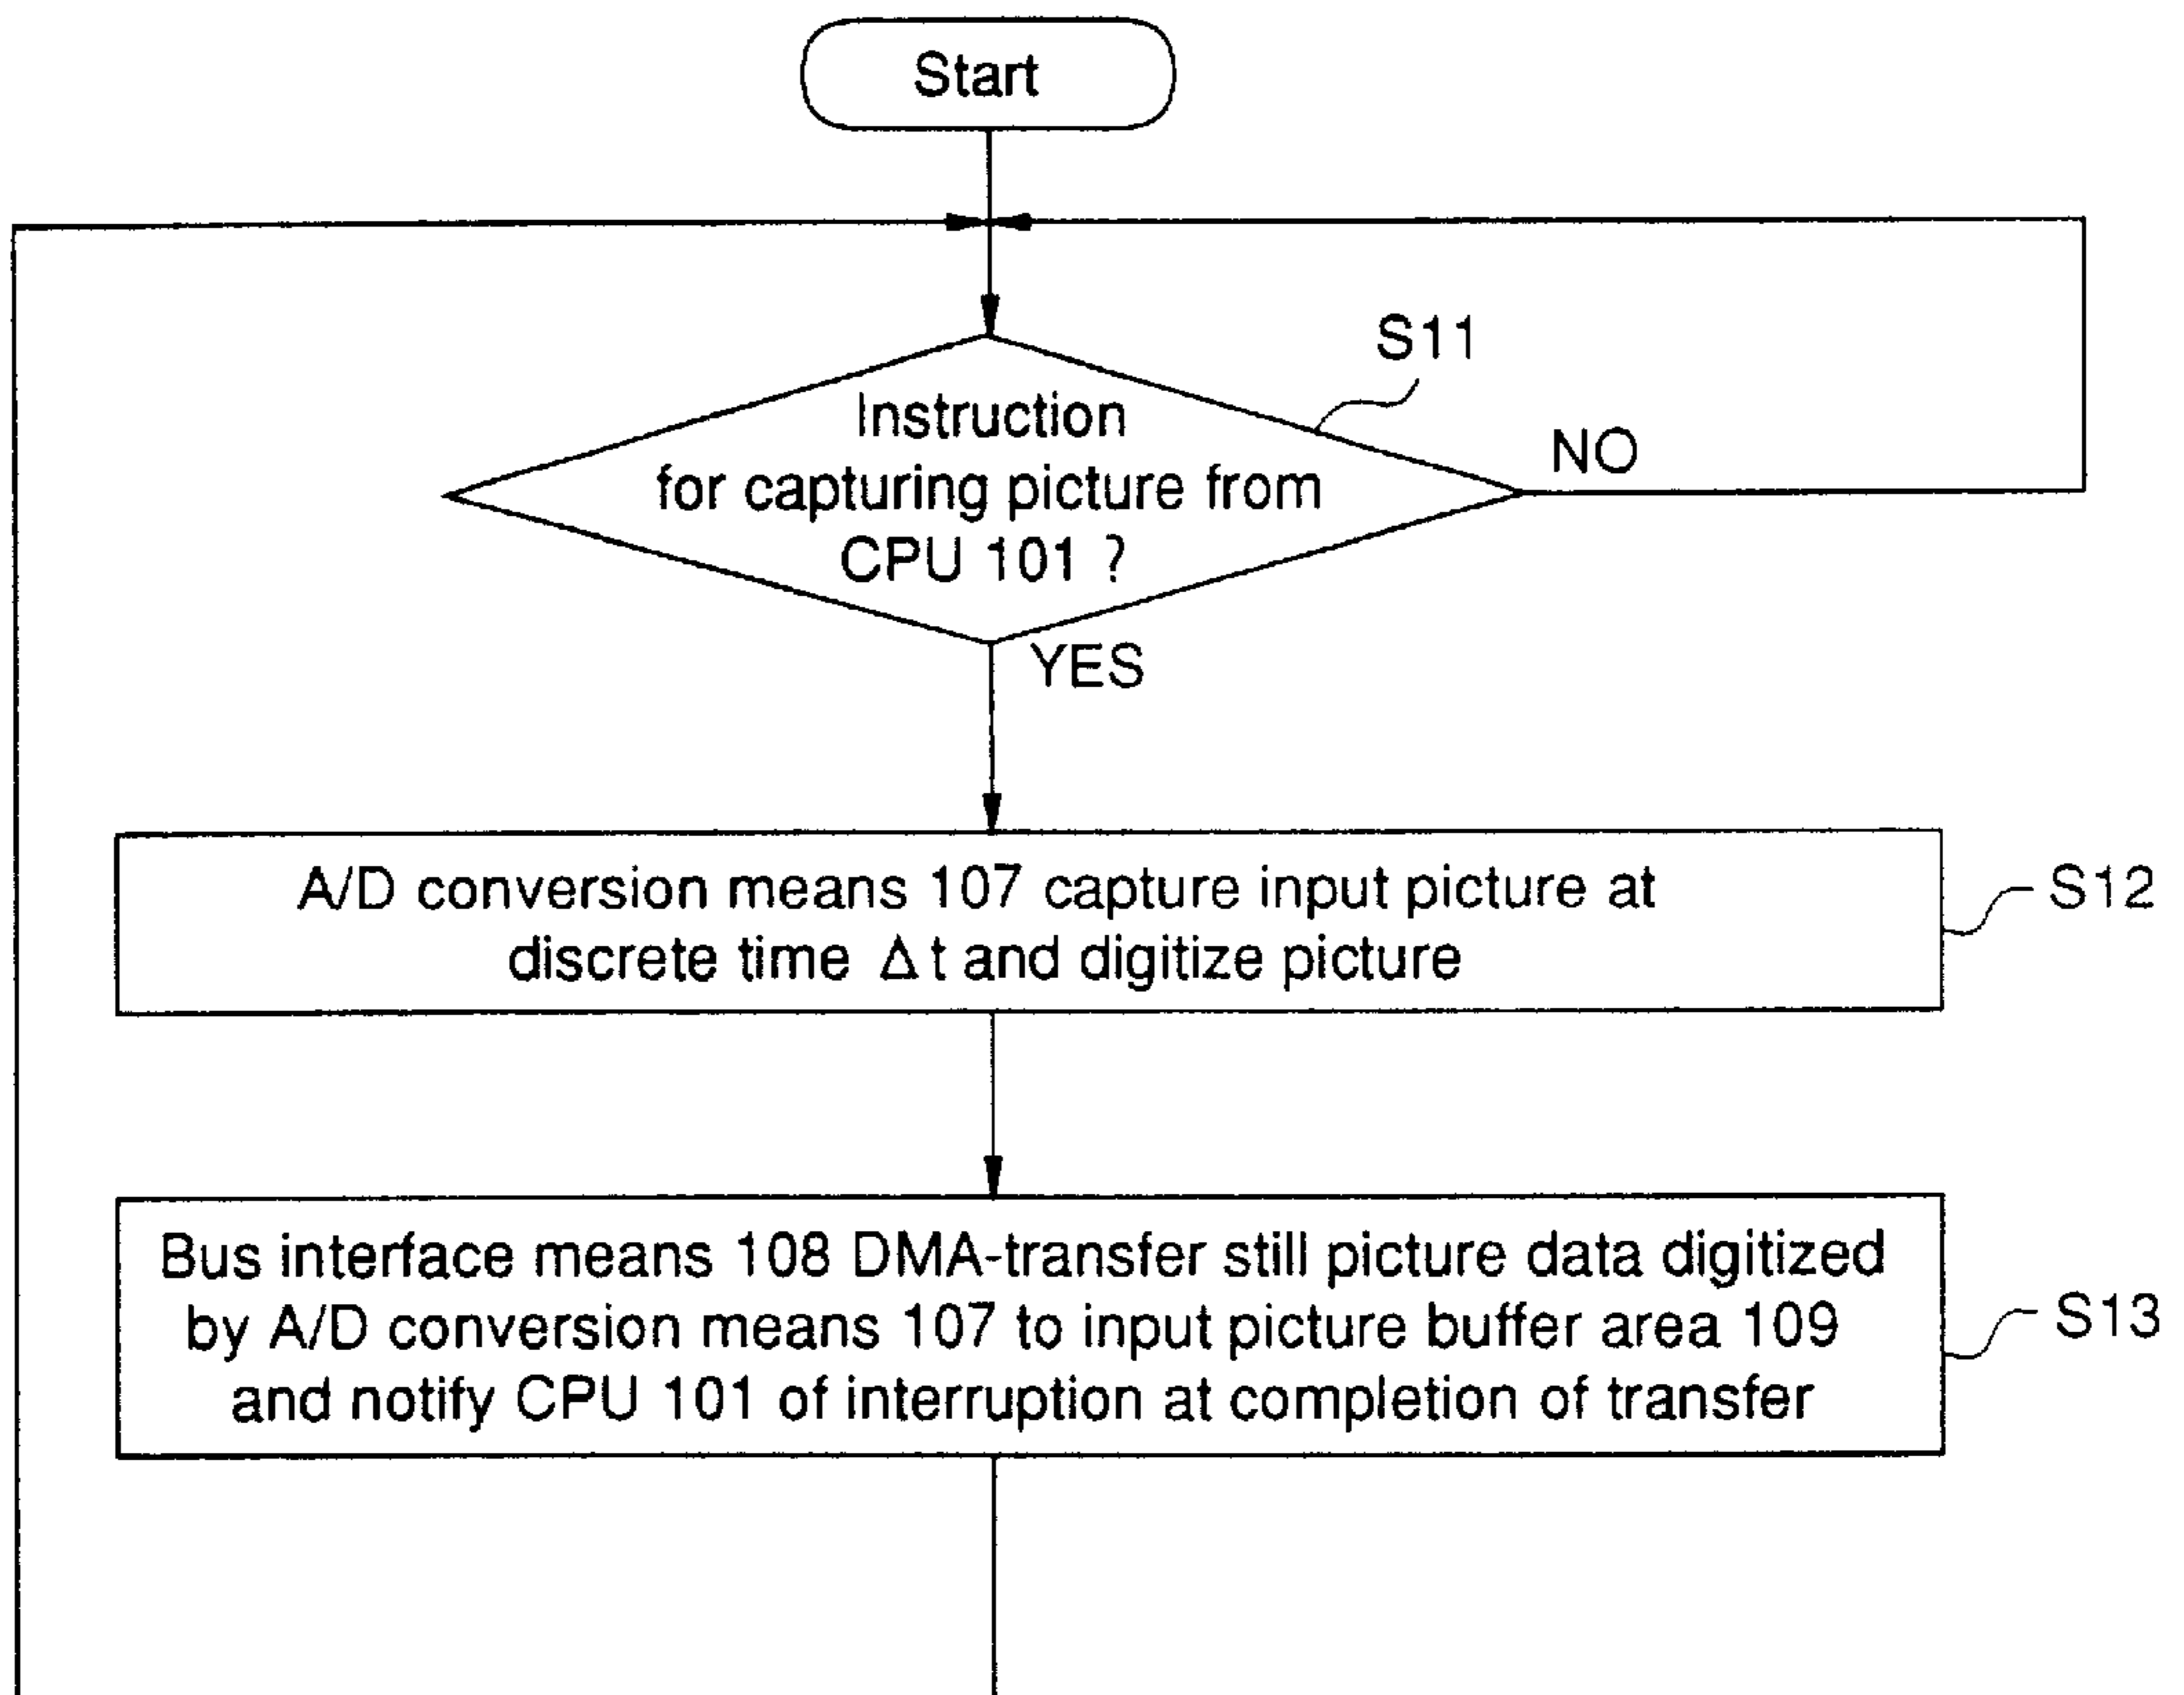 Start
S11
Instruction
for capturing picture from
CPU 101 ?
NO
YES
A/D conversion means 107 capture input picture at
discrete time Δt and digitize picture
S12
Bus interface means 108 DMA-transfer still picture data digitized
by A/D conversion means 107 to input picture buffer area 109
and notify CPU 101 of interruption at completion of transfer
S13